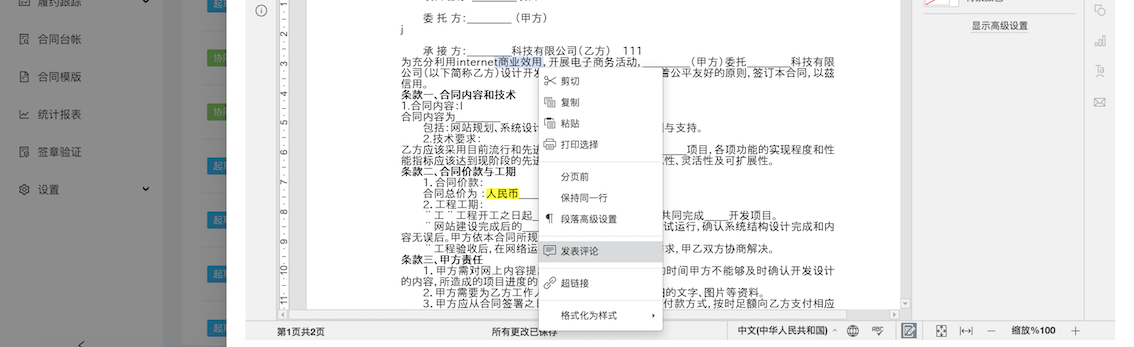 履约跟踪
合同台帐
合同模版
统计报表
签章验证
设置
委 托 方：________ （甲方）
j
承 接 方：________科技有限公司（乙方） 111
为充分利用internet商业效用，开展电子商务活动，________（甲方）委托________科技有限
公司（以下简称乙方）设计开发
着公平友好的原则，签订本合同，以兹
信用。
条款一、合同内容和技术
1.合同内容：l
合同内容为________
包括：网站规划、系统设计
与支持。
2.技术要求：
乙方应该采用目前流行和先进
项目，各项功能的实现程度和性
能指标应该达到现阶段的先进
性、灵活性及可扩展性。
条款二、合同价款与工期
1. 合同价款：
合同总价为：人民币
2. 工程工期：
¨工¨工程开工之日起
共同完成____开发项目。
¨网站建设完成后的
试运行，确认系统结构设计完成和内
容无误后。甲方依本合同所规
¨工程验收后，在网络运
求，甲乙双方协商解决。
条款三、甲方责任
1. 甲方需对网上内容提
的时间甲方不能够及时确认开发设计
的内容，所造成的项目进度的
2. 甲方需要为乙方工作人
的文字、图片等资料。
3. 甲方应从合同签署之日
付款方式，按时足额向乙方支付相应
剪切
复制
粘贴
打印选择
分页前
保持同一行
段落高级设置
发表评论
超链接
格式化为样式
显示高级设置
第1页共2页
所有更改已保存
中文(中华人民共和国)
缩放%100